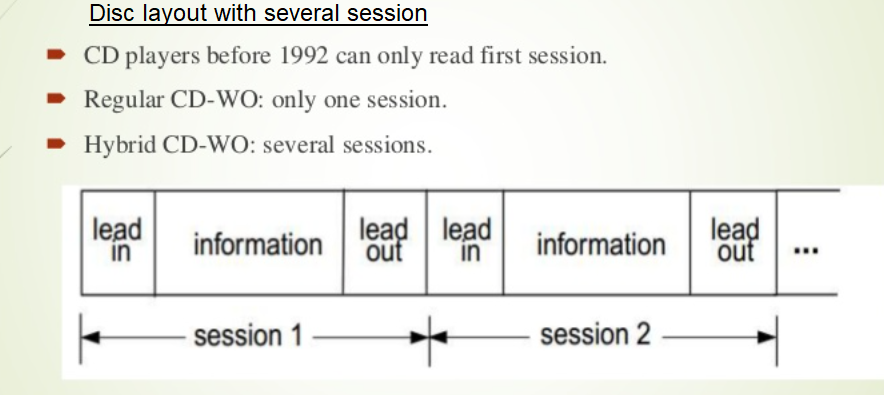 Disc layout with several session
CD players before 1992 can only read first session.
Regular CD-WO: only one session.
Hybrid CD-WO: several sessions.
lead in
information
lead out
lead in
information
lead out
...
session 1
session 2